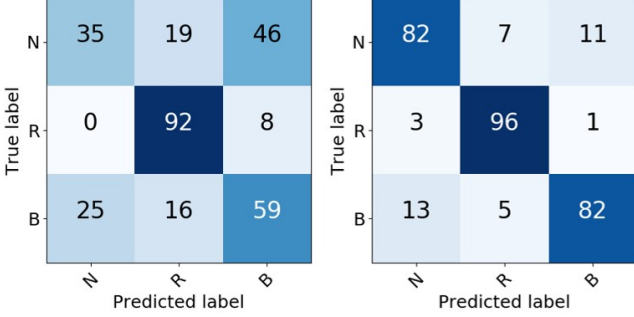 True label
N 35 19 46
R 0 92 8
B 25 16 59
N R B
Predicted label
True label
N 82 7 11
R 3 96 1
B 13 5 82
N R B
Predicted label